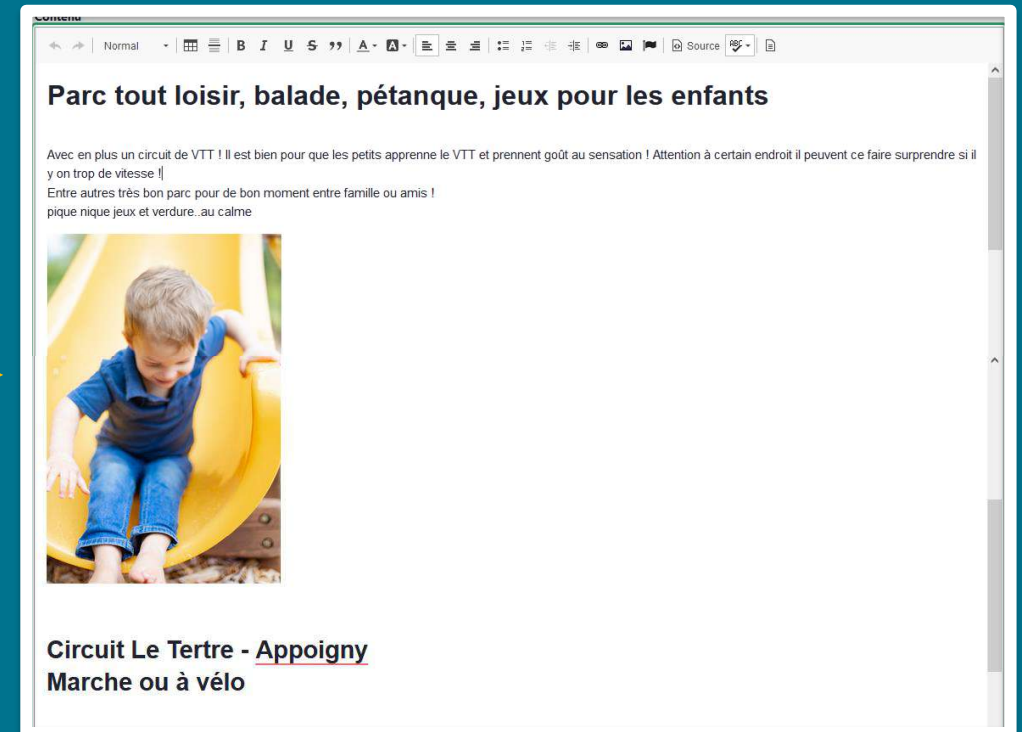 Contenu
Normal
B I U S
A A
Source ABC
Parc tout loisir, balade, pétanque, jeux pour les enfants
Avec en plus un circuit de VTT ! Il est bien pour que les petits apprenne le VTT et prennent goût au sensation ! Attention à certain endroit il peuvent ce faire surprendre si il
y on trop de vitesse !
Entre autres très bon parc pour de bon moment entre famille ou amis !
pique nique jeux et verdure..au calme
Circuit Le Tertre - Appoigny
Marche ou à vélo